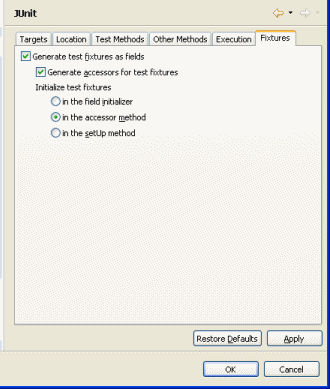 JUnit
Targets Location Test Methods Other Methods Execution Fixtures
Generate test fixtures as fields
Generate accessors for test fixtures
Initialize test fixtures
in the field initializer
in the accessor method
in the setUp method
Restore Defaults Apply
OK Cancel